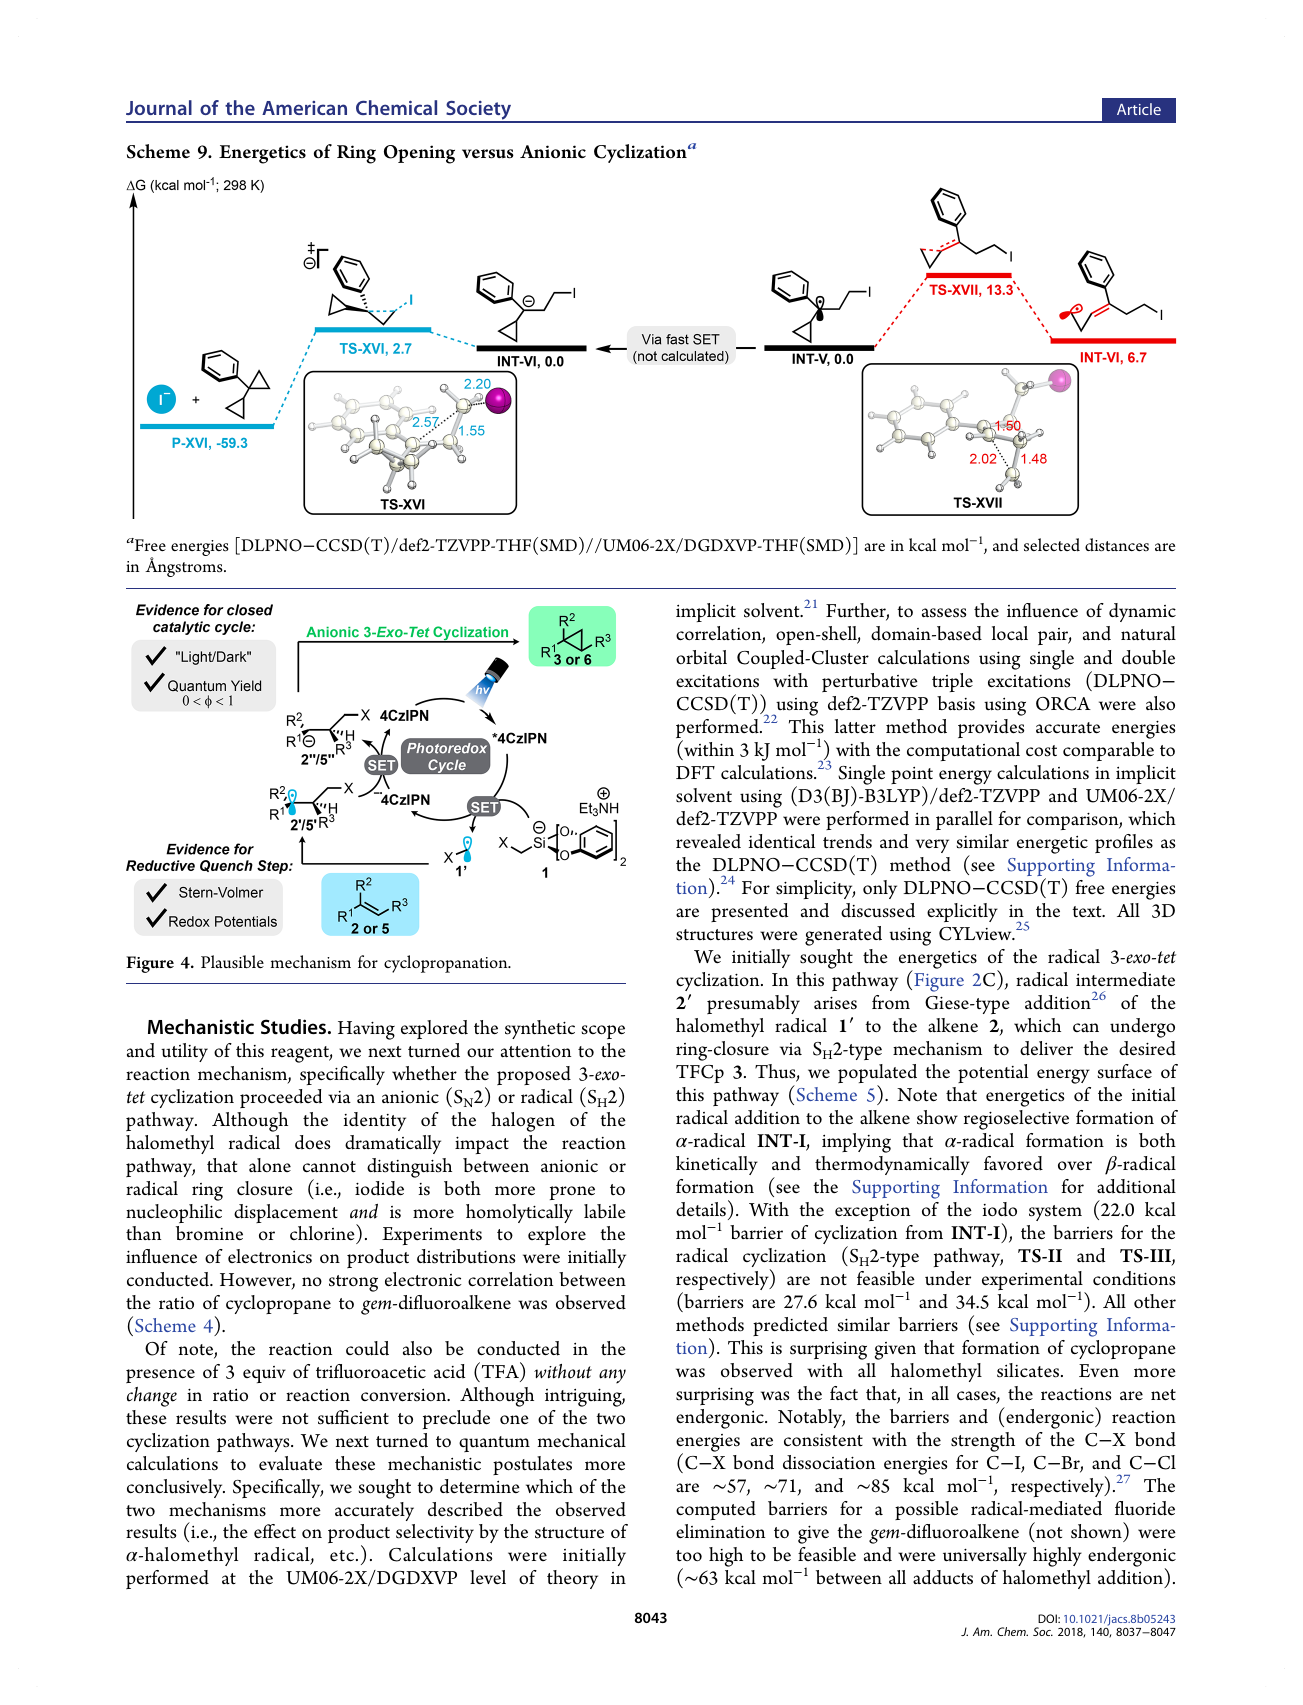 Journal of the American Chemical Society
Article
Scheme 9. Energetics of Ring Opening versus Anionic Cyclization^a
ΔG (kcal mol-1; 298 K)
‡
⊖
I
TS-XVI, 2.7
⊖
I
INT-VI, 0.0
Via fast SET
(not calculated)
I
INT-V, 0.0
I
TS-XVII, 13.3
I
INT-VI, 6.7
I−
+
P-XVI, -59.3
2.20
2.57
1.55
TS-XVI
1.50
2.02
1.48
TS-XVII
aFree energies [DLPNO−CCSD(T)/def2-TZVPP-THF(SMD)//UM06-2X/DGDXVP-THF(SMD)] are in kcal mol−1, and selected distances are
in Ångstroms.
Evidence for closed
catalytic cycle:
"Light/Dark"
Quantum Yield
0 < ϕ < 1
Anionic 3-Exo-Tet Cyclization
R2
R1
R3
3 or 6
hν
R2
R1⊖
X
H
R3
2''/5''
4CzIPN
*4CzIPN
Photoredox
Cycle
SET
·−4CzIPN
SET
R2
R1
X
H
R3
2'/5'
⊕
Et3NH
⊖
X
Si
O
O
2
1
X
1'
Evidence for
Reductive Quench Step:
Stern-Volmer
Redox Potentials
R2
R1
R3
2 or 5
Figure 4. Plausible mechanism for cyclopropanation.
Mechanistic Studies. Having explored the synthetic scope
and utility of this reagent, we next turned our attention to the
reaction mechanism, specifically whether the proposed 3-exo-
tet cyclization proceeded via an anionic (SN2) or radical (SH2)
pathway. Although the identity of the halogen of the
halomethyl radical does dramatically impact the reaction
pathway, that alone cannot distinguish between anionic or
radical ring closure (i.e., iodide is both more prone to
nucleophilic displacement and is more homolytically labile
than bromine or chlorine). Experiments to explore the
influence of electronics on product distributions were initially
conducted. However, no strong electronic correlation between
the ratio of cyclopropane to gem-difluoroalkene was observed
(Scheme 4).
Of note, the reaction could also be conducted in the
presence of 3 equiv of trifluoroacetic acid (TFA) without any
change in ratio or reaction conversion. Although intriguing,
these results were not sufficient to preclude one of the two
cyclization pathways. We next turned to quantum mechanical
calculations to evaluate these mechanistic postulates more
conclusively. Specifically, we sought to determine which of the
two mechanisms more accurately described the observed
results (i.e., the effect on product selectivity by the structure of
α-halomethyl radical, etc.). Calculations were initially
performed at the UM06-2X/DGDXVP level of theory in
implicit solvent.21 Further, to assess the influence of dynamic
correlation, open-shell, domain-based local pair, and natural
orbital Coupled-Cluster calculations using single and double
excitations with perturbative triple excitations (DLPNO−
CCSD(T)) using def2-TZVPP basis using ORCA were also
performed.22 This latter method provides accurate energies
(within 3 kJ mol−1) with the computational cost comparable to
DFT calculations.23 Single point energy calculations in implicit
solvent using (D3(BJ)-B3LYP)/def2-TZVPP and UM06-2X/
def2-TZVPP were performed in parallel for comparison, which
revealed identical trends and very similar energetic profiles as
the DLPNO−CCSD(T) method (see Supporting Informa-
tion).24 For simplicity, only DLPNO−CCSD(T) free energies
are presented and discussed explicitly in the text. All 3D
structures were generated using CYLview.25
We initially sought the energetics of the radical 3-exo-tet
cyclization. In this pathway (Figure 2C), radical intermediate
2′ presumably arises from Giese-type addition26 of the
halomethyl radical 1′ to the alkene 2, which can undergo
ring-closure via SH2-type mechanism to deliver the desired
TFCp 3. Thus, we populated the potential energy surface of
this pathway (Scheme 5). Note that energetics of the initial
radical addition to the alkene show regioselective formation of
α-radical INT-I, implying that α-radical formation is both
kinetically and thermodynamically favored over β-radical
formation (see the Supporting Information for additional
details). With the exception of the iodo system (22.0 kcal
mol−1 barrier of cyclization from INT-I), the barriers for the
radical cyclization (SH2-type pathway, TS-II and TS-III,
respectively) are not feasible under experimental conditions
(barriers are 27.6 kcal mol−1 and 34.5 kcal mol−1). All other
methods predicted similar barriers (see Supporting Informa-
tion). This is surprising given that formation of cyclopropane
was observed with all halomethyl silicates. Even more
surprising was the fact that, in all cases, the reactions are net
endergonic. Notably, the barriers and (endergonic) reaction
energies are consistent with the strength of the C−X bond
(C−X bond dissociation energies for C−I, C−Br, and C−Cl
are ∼57, ∼71, and ∼85 kcal mol−1, respectively).27 The
computed barriers for a possible radical-mediated fluoride
elimination to give the gem-difluoroalkene (not shown) were
too high to be feasible and were universally highly endergonic
(∼63 kcal mol−1 between all adducts of halomethyl addition).
8043
DOI: 10.1021/jacs.8b05243
J. Am. Chem. Soc. 2018, 140, 8037−8047